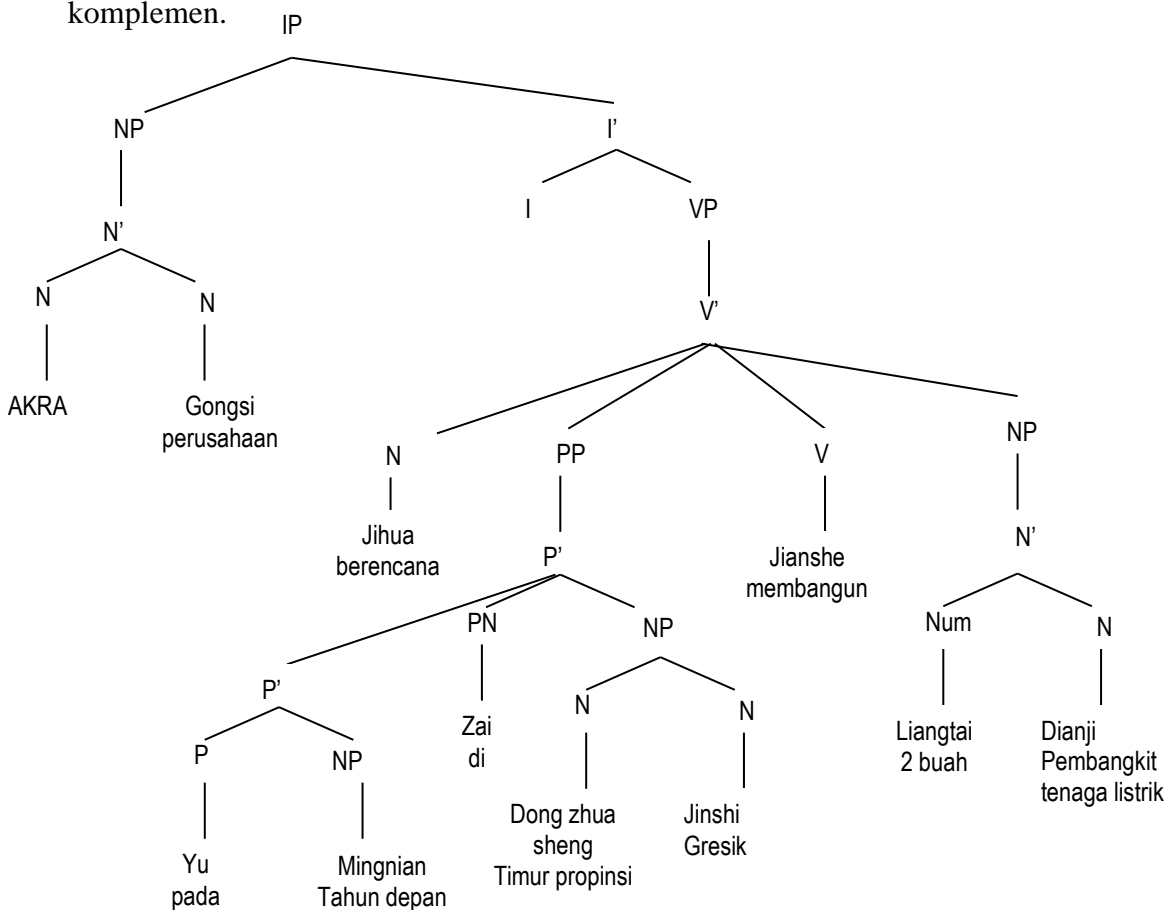 komplemen.
IP
NP
I'
I
VP
N'
N
N
V'
AKRA
Gongsi
perusahaan
N
PP
V
NP
Jihua
berencana
P'
Jianshe
membangun
N'
PN
NP
Num
N
P'
Zai
di
N
N
Liangtai
2 buah
Dianji
Pembangkit
tenaga listrik
P
NP
Dong zhua
sheng
Timur propinsi
Jinshi
Gresik
Yu
pada
Mingnian
Tahun depan